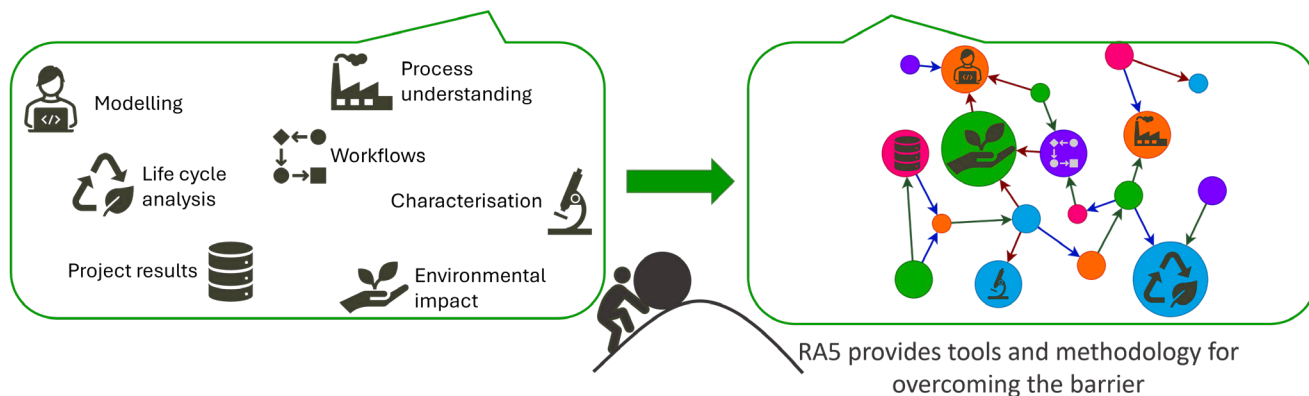 Modelling
Process
understanding
Workflows
Life cycle
analysis
Characterisation
Project results
Environmental
impact
RA5 provides tools and methodology for
overcoming the barrier